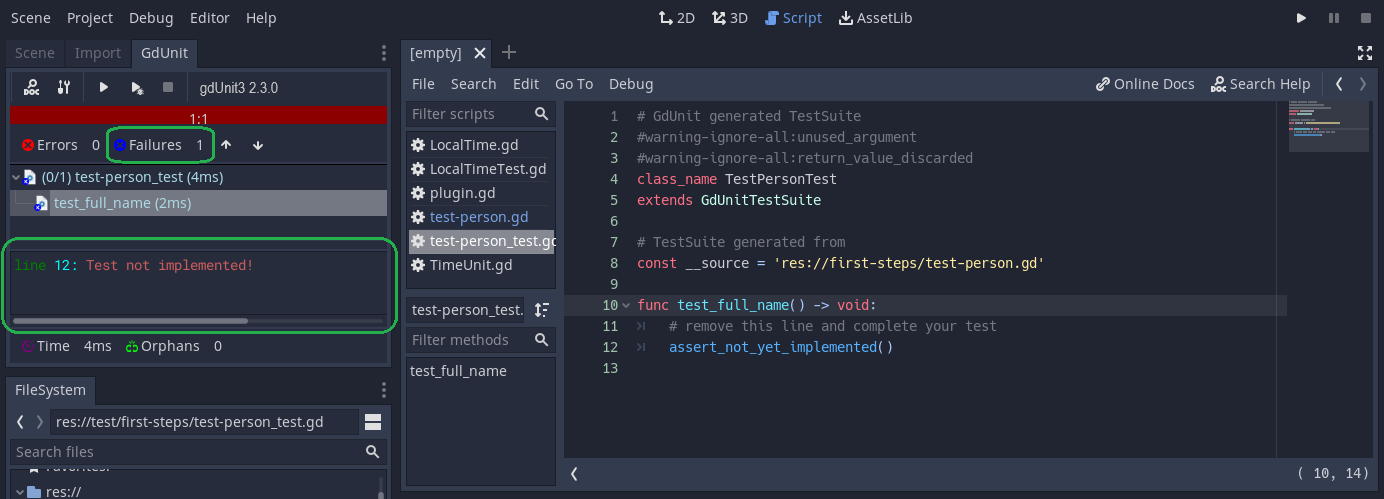 Scene Project Debug Editor Help
2D 3D Script AssetLib
Scene Import GdUnit
gdUnit3 2.3.0
1:1
Errors 0 Failures 1
(0/1) test-person_test (4ms)
test_full_name (2ms)
line 12: Test not implemented!
Time 4ms Orphans 0
FileSystem
res://test/first-steps/test-person_test.gd
Search files
Favorites:
res://
[empty]
File Search Edit Go To Debug
Online Docs Search Help
Filter scripts
LocalTime.gd
LocalTimeTest.gd
plugin.gd
test-person.gd
test-person_test.gd
TimeUnit.gd
test-person_test.
Filter methods
test_full_name
1 # GdUnit generated TestSuite
2 #warning-ignore-all:unused_argument
3 #warning-ignore-all:return_value_discarded
4 class_name TestPersonTest
5 extends GdUnitTestSuite
6
7 # TestSuite generated from
8 const __source = 'res://first-steps/test-person.gd'
9
10 func test_full_name() -> void:
11 # remove this line and complete your test
12 assert_not_yet_implemented()
13
( 10, 14)